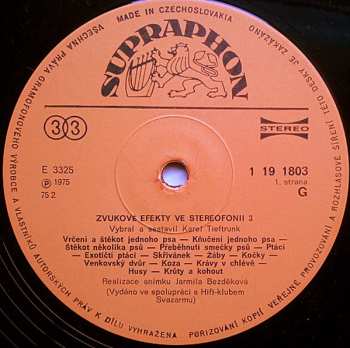 MADE IN CZECHOSLOVAKIA
VŠECHNA PRÁVA GRAMOFONOVÉHO VÝROBCE A VLASTNÍKŮ AUTORSKÝCH PRÁV K DÍLU VYHRAZENA
POŘIZOVÁNÍ KOPIÍ VEŘEJNÉ PROVOZOVÁNÍ A ROZHLASOVÉ ŠÍŘENÍ TÉTO DESKY JE ZAKÁZÁNO
SUPRAPHON
33
STEREO
E 3325
℗ 1975
75 2
1 19 1803
1. strana
G
ZVUKOVÉ EFEKTY VE STEREOFONII 3
Vybral a sestavil Karel Tieftrunk
Vrčení a štěkot jednoho psa — Kňučení jednoho psa —
Štěkot několika psů — Přeběhnutí smečky psů — Ptáci —
Exotičtí ptáci — Skřivánek — Žáby — Kočky —
Venkovský dvůr — Koza — Krávy v chlévě —
Husy — Krůty a kohout
Realizace snímku Jarmila Bezděková
(Vydáno ve spolupráci s Hifi-klubem
Svazarmu)